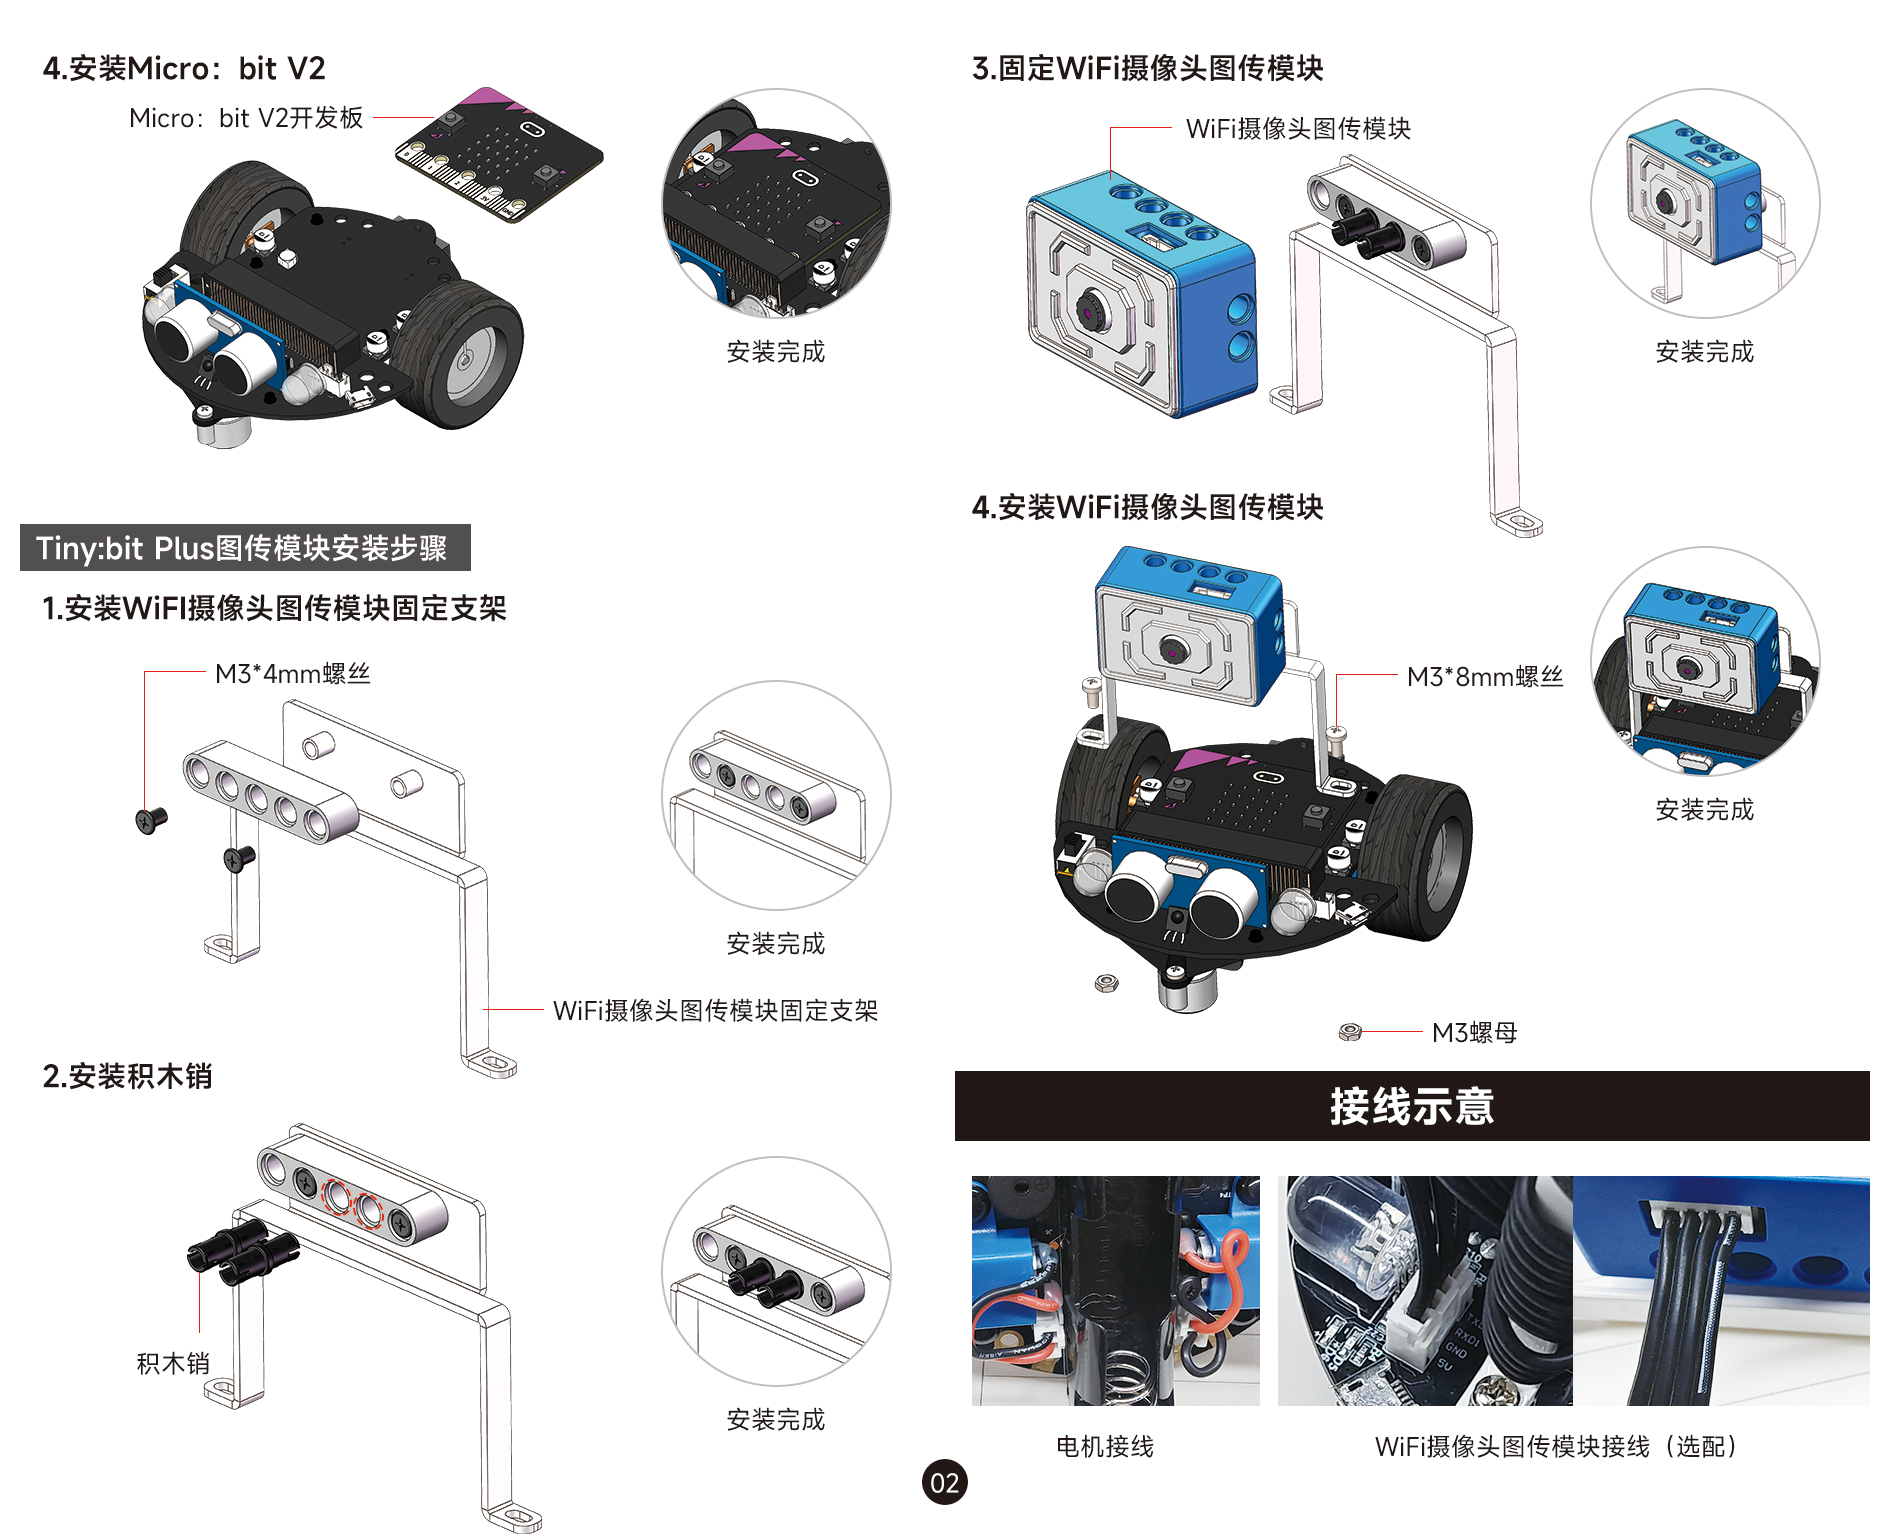 4.安装Micro：bit V2
Micro：bit V2开发板
安装完成
Tiny:bit Plus图传模块安装步骤
1.安装WiFI摄像头图传模块固定支架
M3*4mm螺丝
安装完成
WiFi摄像头图传模块固定支架
2.安装积木销
积木销
安装完成
3.固定WiFi摄像头图传模块
WiFi摄像头图传模块
安装完成
4.安装WiFi摄像头图传模块
M3*8mm螺丝
安装完成
M3螺母
接线示意
RXD1
GND
5V
电机接线
WiFi摄像头图传模块接线（选配）
02